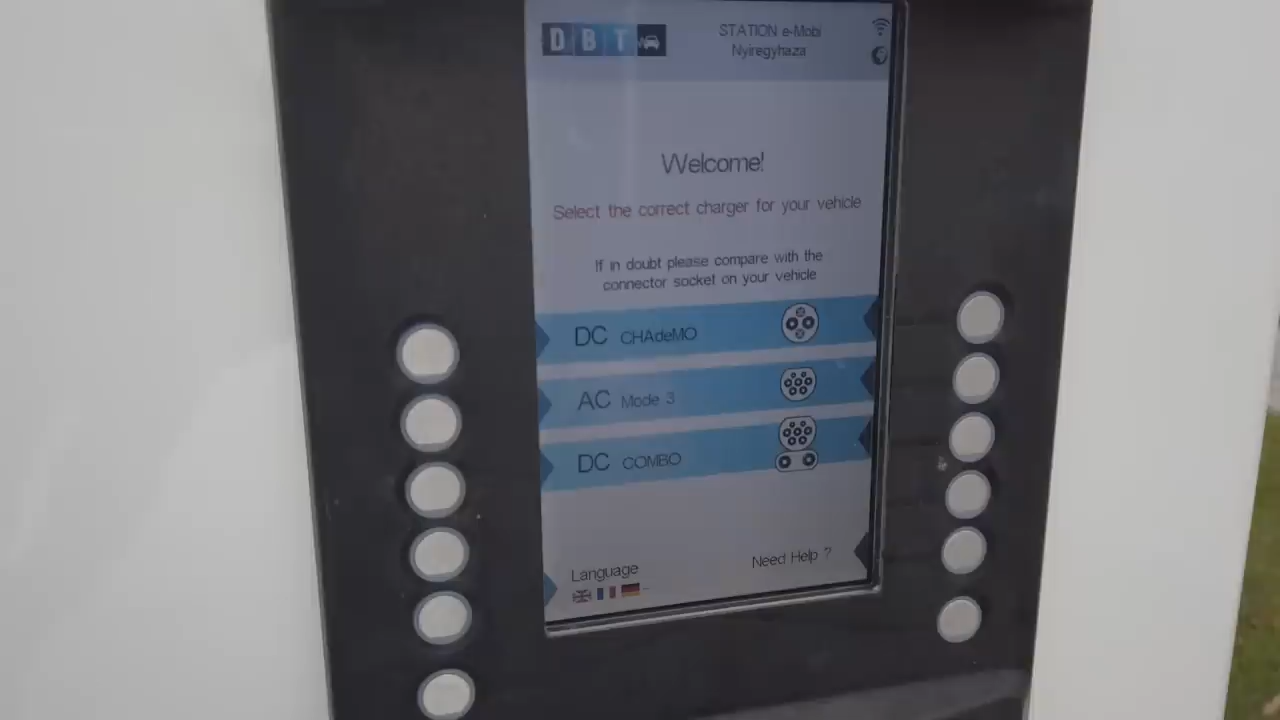 DBT
STATION e-Mobi
Nyiregyhaza
Welcome!
Select the correct charger for your vehicle
If in doubt please compare with the
connector socket on your vehicle
DC CHAdeMO
AC Mode 3
DC COMBO
Language
Need Help ?